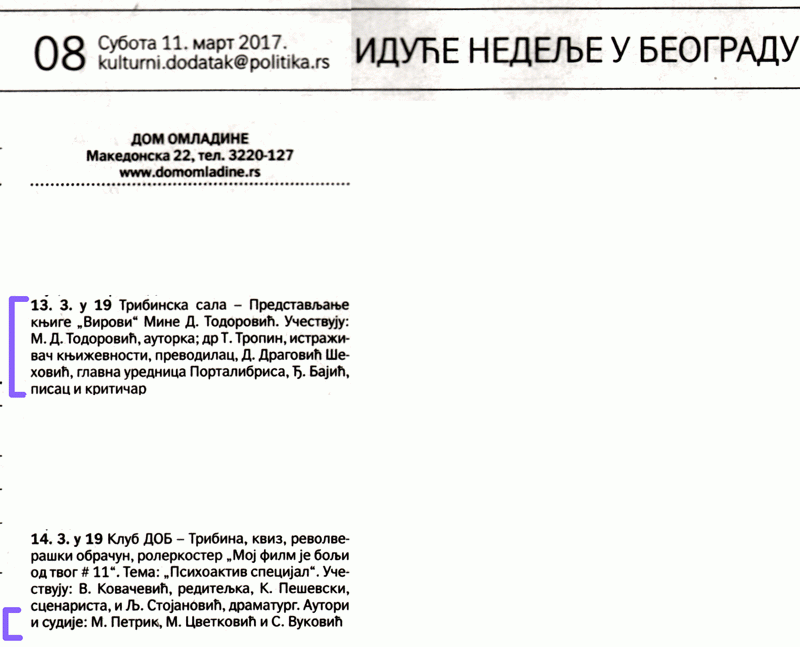 08 Субота 11. март 2017.
kulturni.dodatak@politika.rs
ИДУЋЕ НЕДЕЉЕ У БЕОГРАДУ
ДОМ ОМЛАДИНЕ
Македонска 22, тел. 3220-127
www.domomladine.rs
13. 3. у 19 Трибинска сала – Представљање
књиге „Вирови“ Мине Д. Тодоровић. Учествују:
М. Д. Тодоровић, ауторка; др Т. Тропин, истражи-
вач књижевности, преводилац, Д. Драговић Ше-
ховић, главна уредница Порталибриса, Ђ. Бајић,
писац и критичар
14. 3. у 19 Клуб ДОБ – Трибина, квиз, револве-
рашки обрачун, ролеркостер „Мој филм је бољи
од твог # 11“. Тема: „Психоактив специјал“. Уче-
ствују: В. Ковачевић, редитељка, К. Пешевски,
сценариста, и Љ. Стојановић, драматург. Аутори
и судије: М. Петрик, М. Цветковић и С. Вуковић